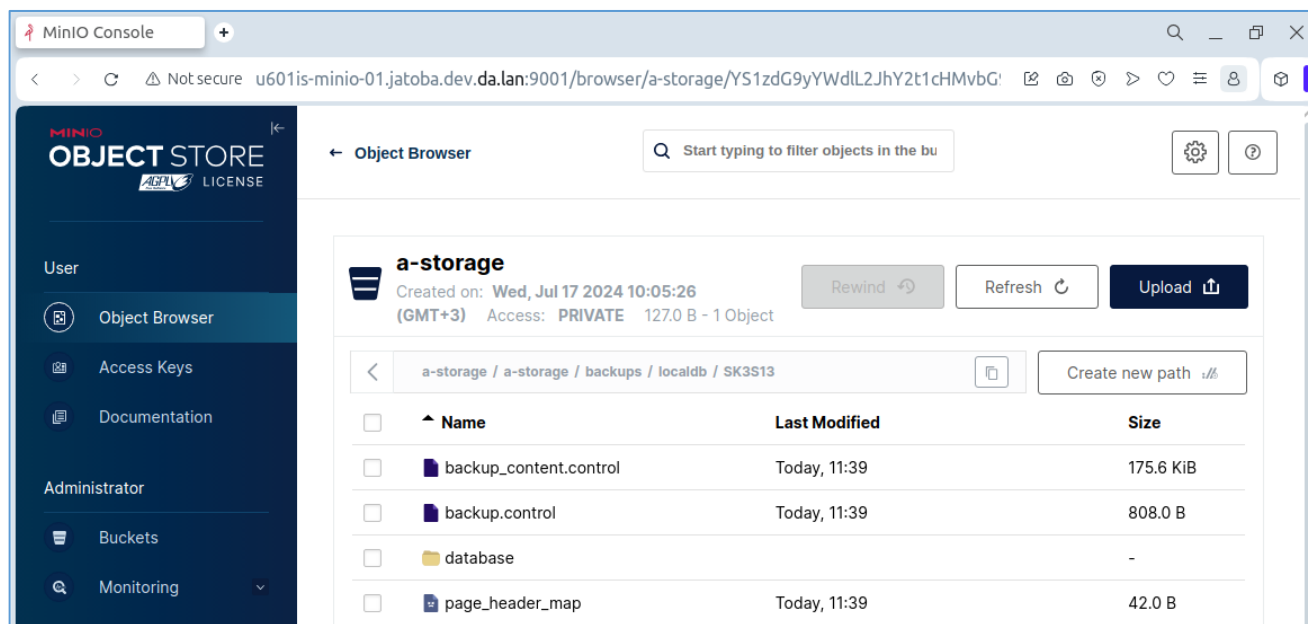 MinIO Console
Not secure u601is-minio-01.jatoba.dev.da.lan:9001/browser/a-storage/YS1zdG9yYWdlL2JhY2t1cHMvbG
MINIO
OBJECT STORE
AGPLV3 LICENSE
User
Object Browser
Access Keys
Documentation
Administrator
Buckets
Monitoring
← Object Browser
Start typing to filter objects in the bu
a-storage
Created on: Wed, Jul 17 2024 10:05:26
(GMT+3) Access: PRIVATE 127.0 B - 1 Object
Rewind
Refresh
Upload
a-storage / a-storage / backups / localdb / SK3S13
Create new path
Name Last Modified Size
backup_content.control Today, 11:39 175.6 KiB
backup.control Today, 11:39 808.0 B
database -
page_header_map Today, 11:39 42.0 B